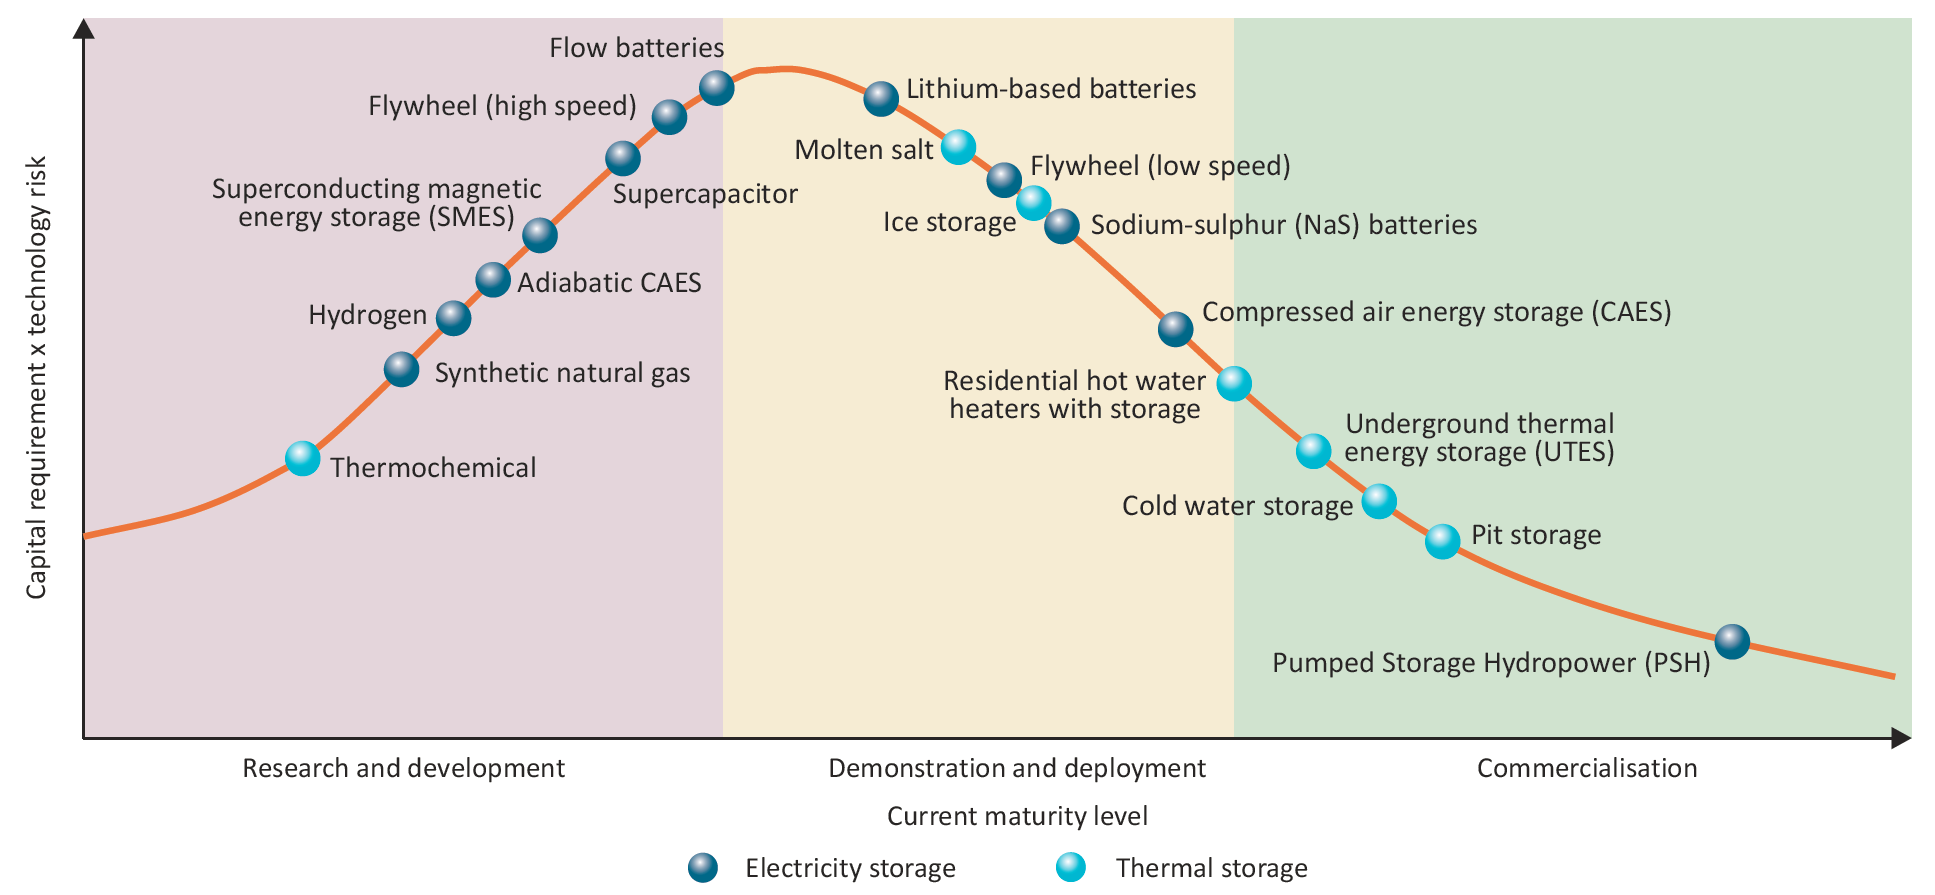 Flow batteries
Flywheel (high speed)
Superconducting magnetic
energy storage (SMES)
Supercapacitor
Adiabatic CAES
Hydrogen
Synthetic natural gas
Thermochemical
Lithium-based batteries
Molten salt
Flywheel (low speed)
Ice storage
Sodium-sulphur (NaS) batteries
Compressed air energy storage (CAES)
Residential hot water
heaters with storage
Underground thermal
energy storage (UTES)
Cold water storage
Pit storage
Pumped Storage Hydropower (PSH)
Capital requirement x technology risk
Research and development
Demonstration and deployment
Commercialisation
Current maturity level
Electricity storage
Thermal storage